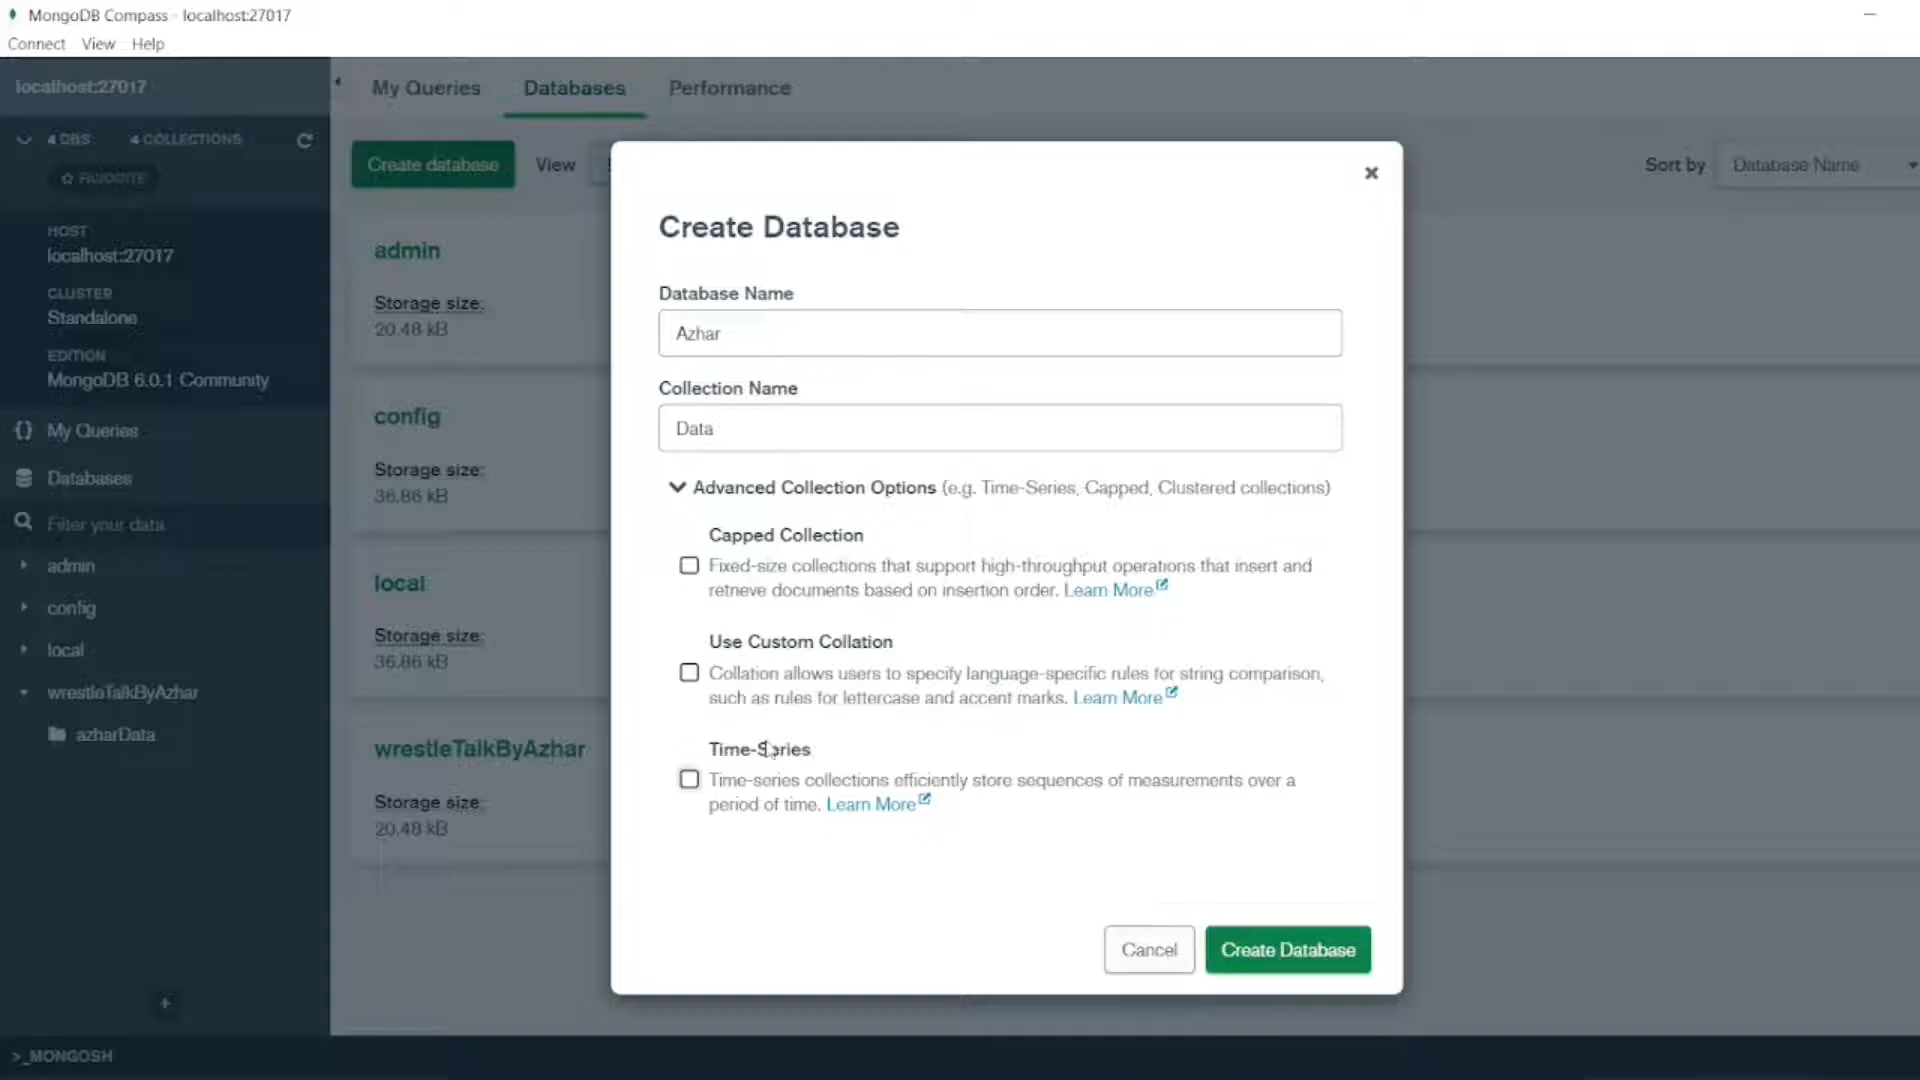 MongoDB Compass - localhost:27017
Connect View Help
localhost:27017
My Queries Databases Performance
4 DBS 4 COLLECTIONS
FAVORITE
Create database View
Sort by Database Name
HOST
localhost:27017
CLUSTER
Standalone
EDITION
MongoDB 6.0.1 Community
{} My Queries
Databases
Filter your data
admin
config
local
wrestleTalkByAzhar
azharData
admin
Storage size:
20.48 kB
config
Storage size:
36.86 kB
local
Storage size:
36.86 kB
wrestleTalkByAzhar
Storage size:
20.48 kB
Create Database
Database Name
Azhar
Collection Name
Data
Advanced Collection Options (e.g. Time-Series, Capped, Clustered collections)
Capped Collection
Fixed-size collections that support high-throughput operations that insert and
retrieve documents based on insertion order. Learn More
Use Custom Collation
Collation allows users to specify language-specific rules for string comparison,
such as rules for lettercase and accent marks. Learn More
Time-Series
Time-series collections efficiently store sequences of measurements over a
period of time. Learn More
Cancel Create Database
>_MONGOSH